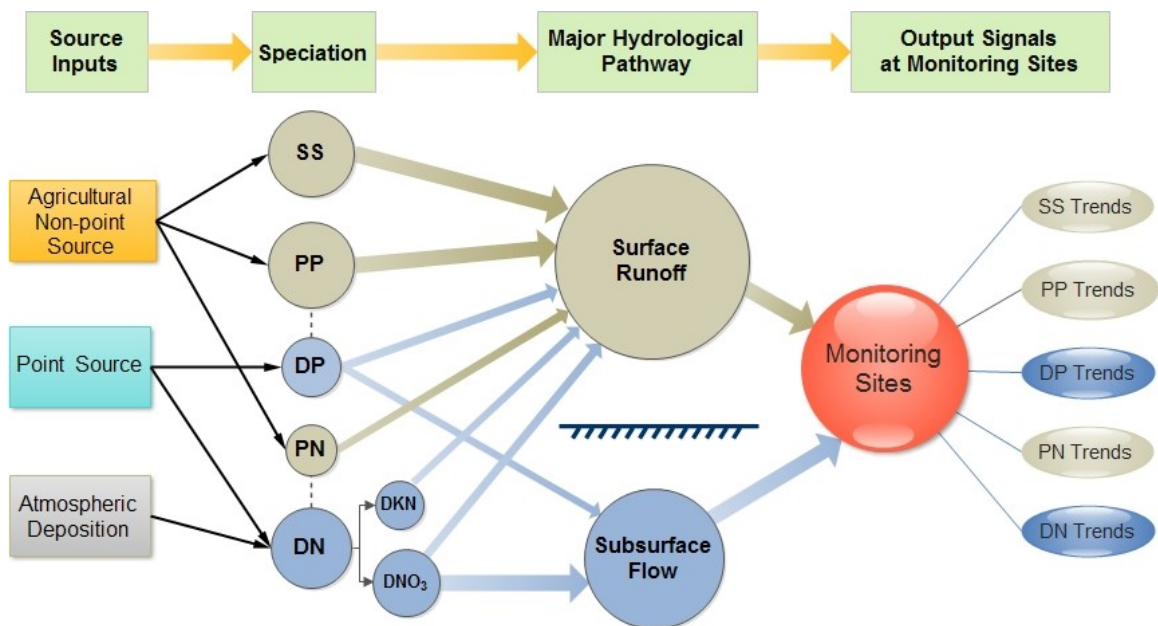 Source
Inputs
Speciation
Major Hydrological
Pathway
Output Signals
at Monitoring Sites
Agricultural
Non-point
Source
Point Source
Atmospheric
Deposition
SS
PP
DP
PN
DN
DKN
DNO₃
Surface
Runoff
Subsurface
Flow
Monitoring
Sites
SS Trends
PP Trends
DP Trends
PN Trends
DN Trends